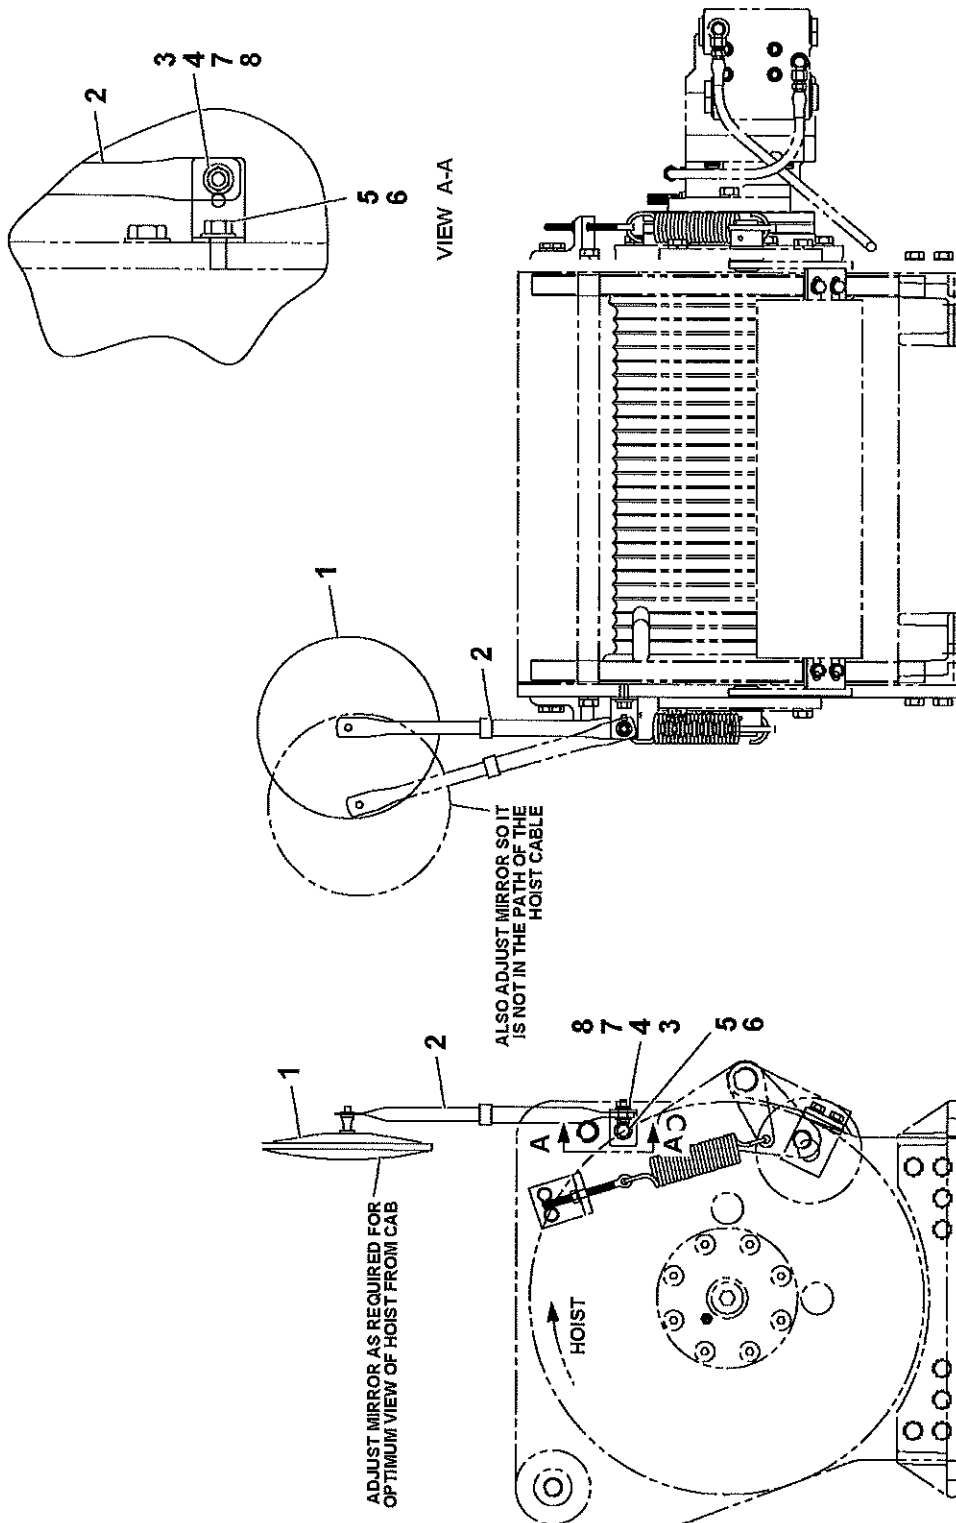 2
3
4
7
8
5
6
VIEW A-A
1
2
ALSO ADJUST MIRROR SO IT
IS NOT IN THE PATH OF THE
HOIST CABLE
1
2
8
7
4
3
5
6
A
A
ADJUST MIRROR AS REQUIRED FOR
OPTIMUM VIEW OF HOIST FROM CAB
HOIST